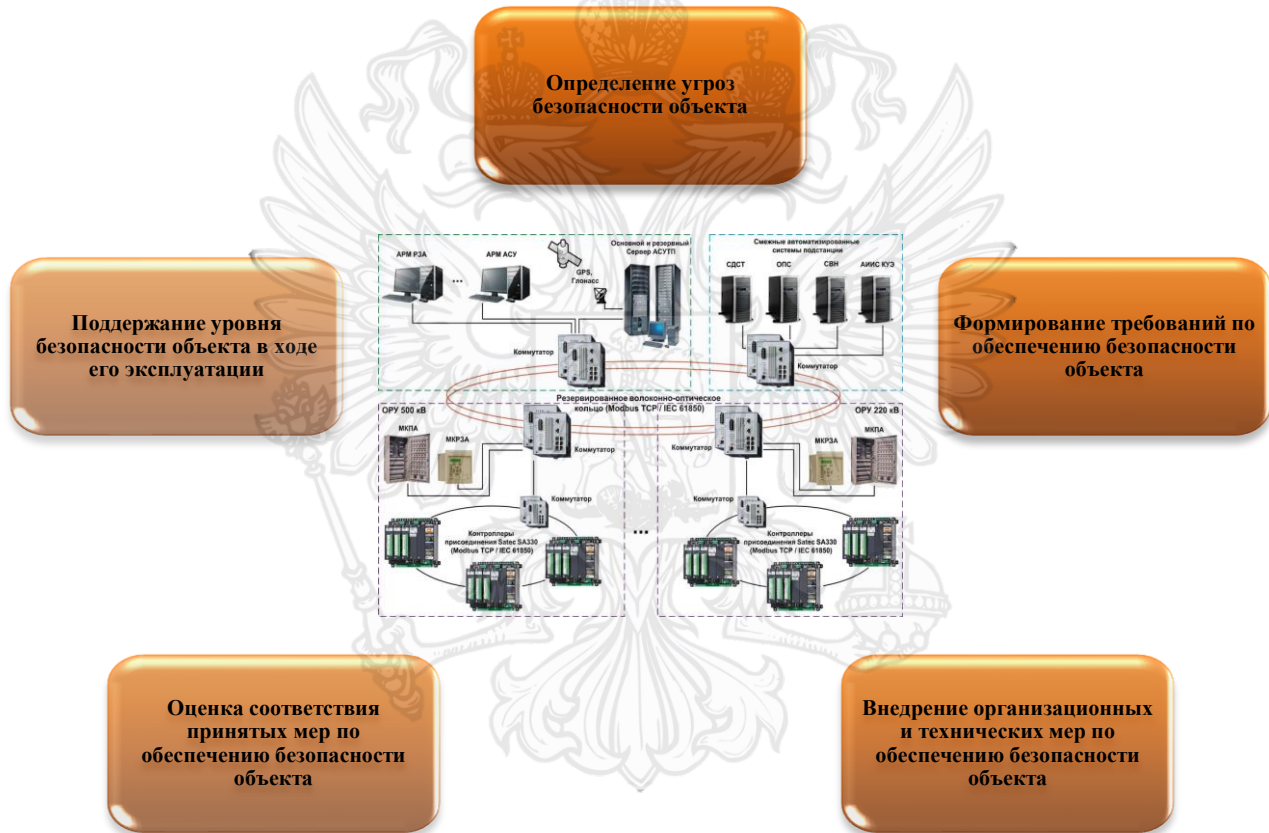 Определение угроз
безопасности объекта
Поддержание уровня
безопасности объекта в ходе
его эксплуатации
Формирование требований по
обеспечению безопасности
объекта
АРМ РЗА
...
АРМ АСУ
GPS,
Глонасс
Основной и резервный
Сервер АСУТП
Коммутатор
Смежные автоматизированные
системы подстанции
СДСТ
ОПС
СВН
АИИС КУЭ
Коммутатор
Резервированное волоконно-оптическое
кольцо (Modbus TCP / IEC 61850)
ОРУ 500 кВ
МКПА
МКРЗА
Коммутатор
Коммутатор
Контроллеры
присоединения Satec SA330
(Modbus TCP / IEC 61850)
...
ОРУ 220 кВ
МКПА
МКРЗА
Коммутатор
Коммутатор
Контроллеры
присоединения Satec SA330
(Modbus TCP / IEC 61850)
Оценка соответствия
принятых мер по
обеспечению безопасности
объекта
Внедрение организационных
и технических мер по
обеспечению безопасности
объекта